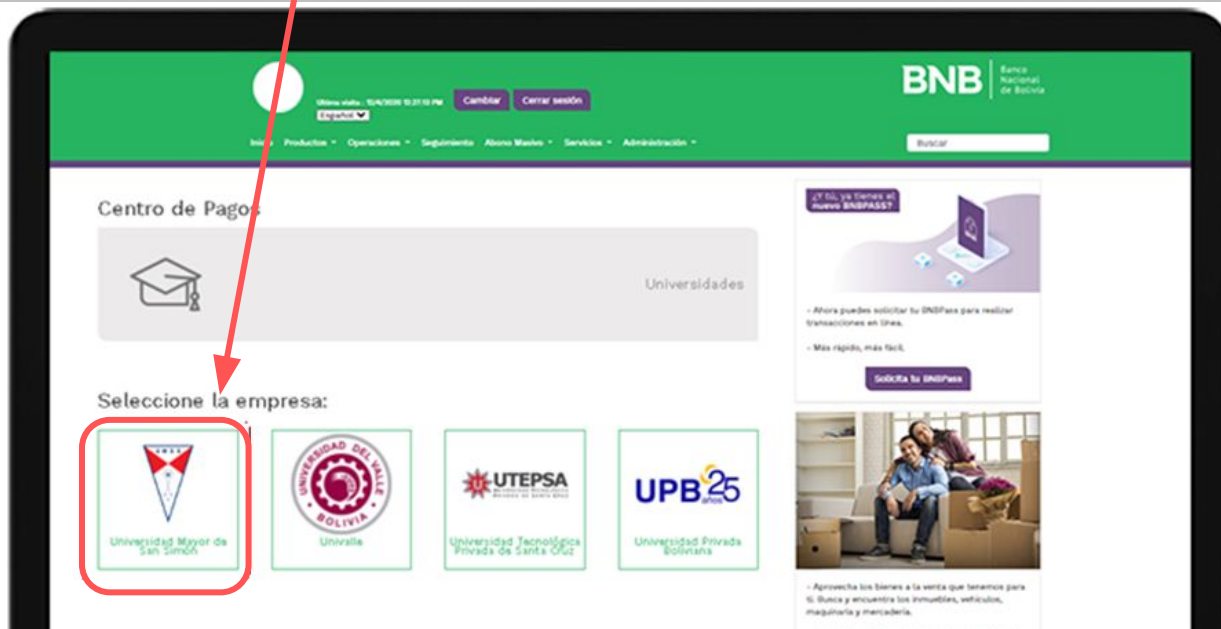 BNB
Banco
Nacional
de Bolivia
Cambiar
Cerrar sesión
Español
Inicio Productos Operaciones Seguimiento Abono Masivo Servicios Administración
Buscar
Centro de Pagos
Universidades
¿Y tú, ya tienes el
nuevo BNBPASS?
- Ahora puedes solicitar tu BNBPass para realizar
transacciones en línea.
- Más rápido, más fácil.
Solicita tu BNBPass
Seleccione la empresa:
UMSS
Universidad Mayor de
San Simón
UNIVERSIDAD DEL VALLE
BOLIVIA
Univalle
UTEPSA
Universidad Tecnológica
Privada de Santa Cruz
UPB 25
años
Universidad Privada
Boliviana
- Aprovecha los bienes a la venta que tenemos para
ti. Busca y encuentra los inmuebles, vehículos,
maquinaria y mercadería.